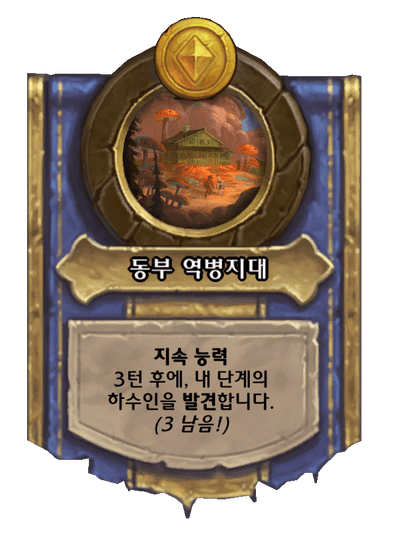 동부 역병지대
지속 능력
3턴 후에, 내 단계의
하수인을 발견합니다.
(3 남음!)